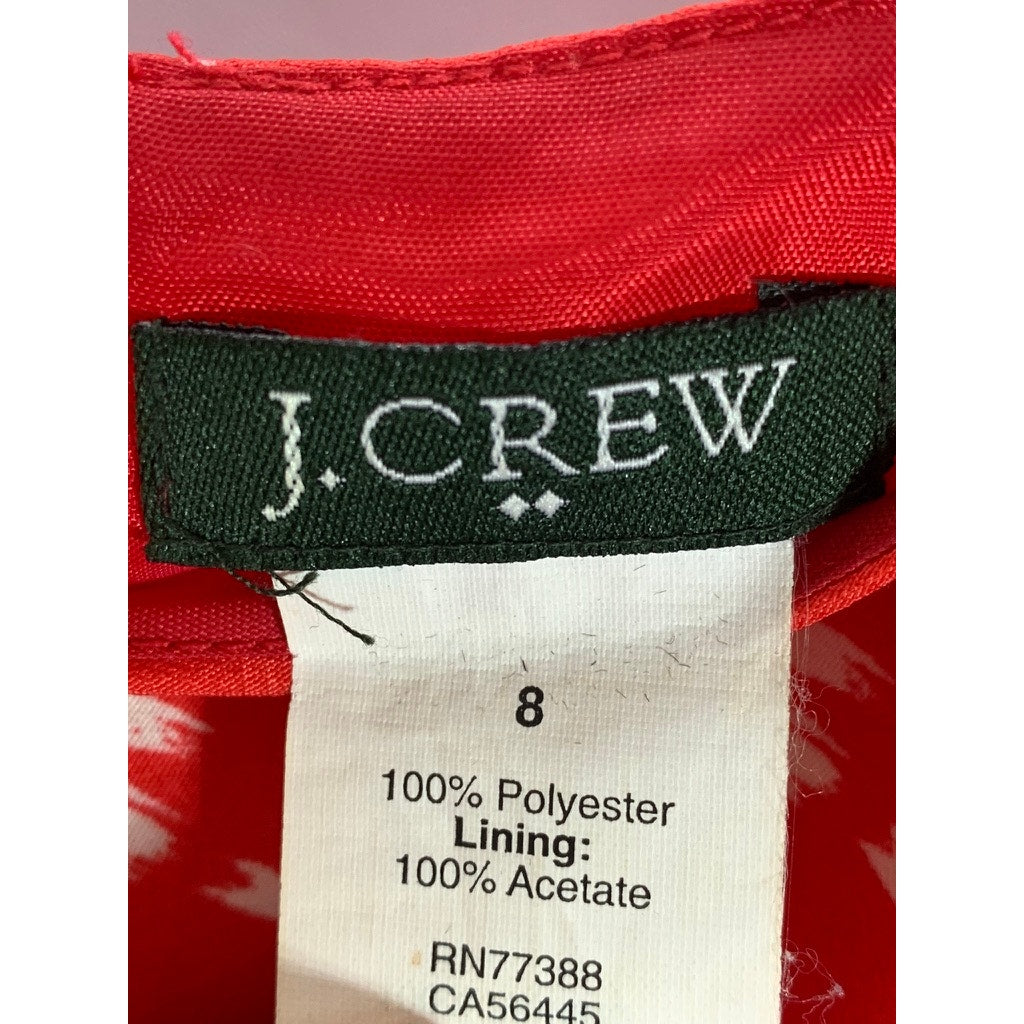 J.CREW
8
100% Polyester
Lining:
100% Acetate
RN77388
CA56445